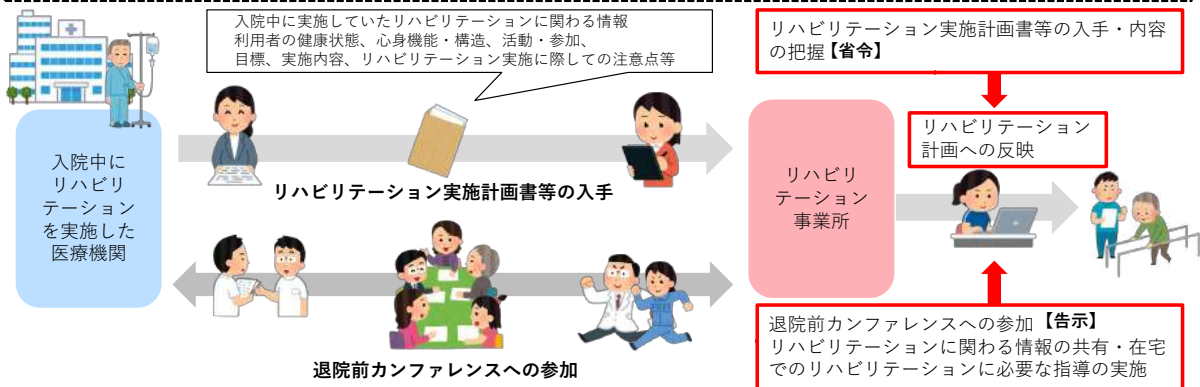 入院中に実施していたリハビリテーションに関わる情報
利用者の健康状態、心身機能・構造、活動・参加、
目標、実施内容、リハビリテーション実施に際しての注意点等
リハビリテーション実施計画書等の入手・内容
の把握【省令】
入院中に
リハビリ
テーション
を実施した
医療機関
リハビリテーション実施計画書等の入手
リハビリ
テーション
事業所
リハビリテーション
計画への反映
退院前カンファレンスへの参加
退院前カンファレンスへの参加【告示】
リハビリテーションに関わる情報の共有・在宅
でのリハビリテーションに必要な指導の実施